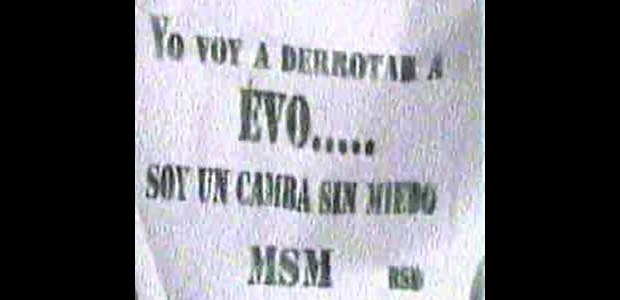 YO VOY A DERROTAR A
EVO.....
SOY UN CAMBA SIN MIEDO
MSM